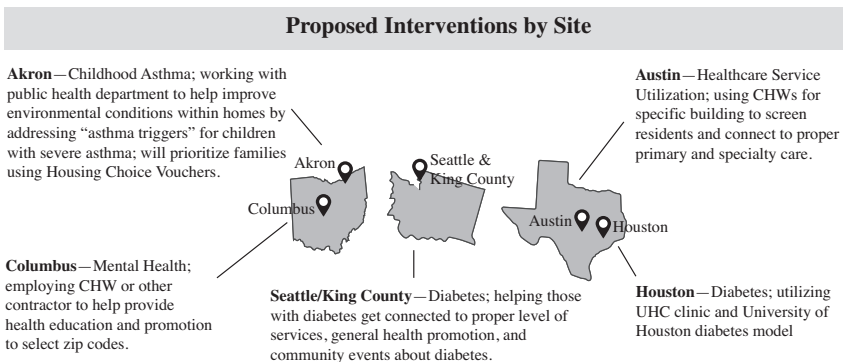 Proposed Interventions by Site
Akron—Childhood Asthma; working with
public health department to help improve
environmental conditions within homes by
addressing “asthma triggers” for children
with severe asthma; will prioritize families
using Housing Choice Vouchers.
Austin—Healthcare Service
Utilization; using CHWs for
specific building to screen
residents and connect to proper
primary and specialty care.
Akron
Columbus
Seattle &
King County
Austin
Houston
Columbus—Mental Health;
employing CHW or other
contractor to help provide
health education and promotion
to select zip codes.
Seattle/King County—Diabetes; helping those
with diabetes get connected to proper level of
services, general health promotion, and
community events about diabetes.
Houston—Diabetes; utilizing
UHC clinic and University of
Houston diabetes model